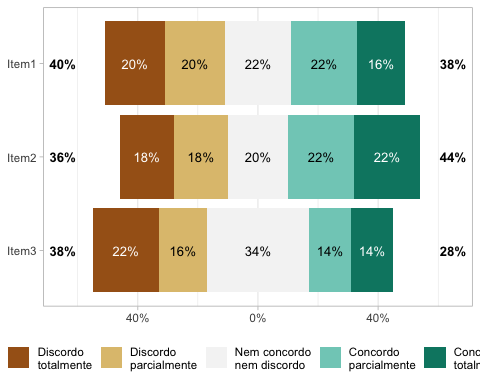 Item1 40% 20% 20% 22% 22% 16% 38%
Item2 36% 18% 18% 20% 22% 22% 44%
Item3 38% 22% 16% 34% 14% 14% 28%
40% 0% 40%
Discordo totalmente
Discordo parcialmente
Nem concordo nem discordo
Concordo parcialmente